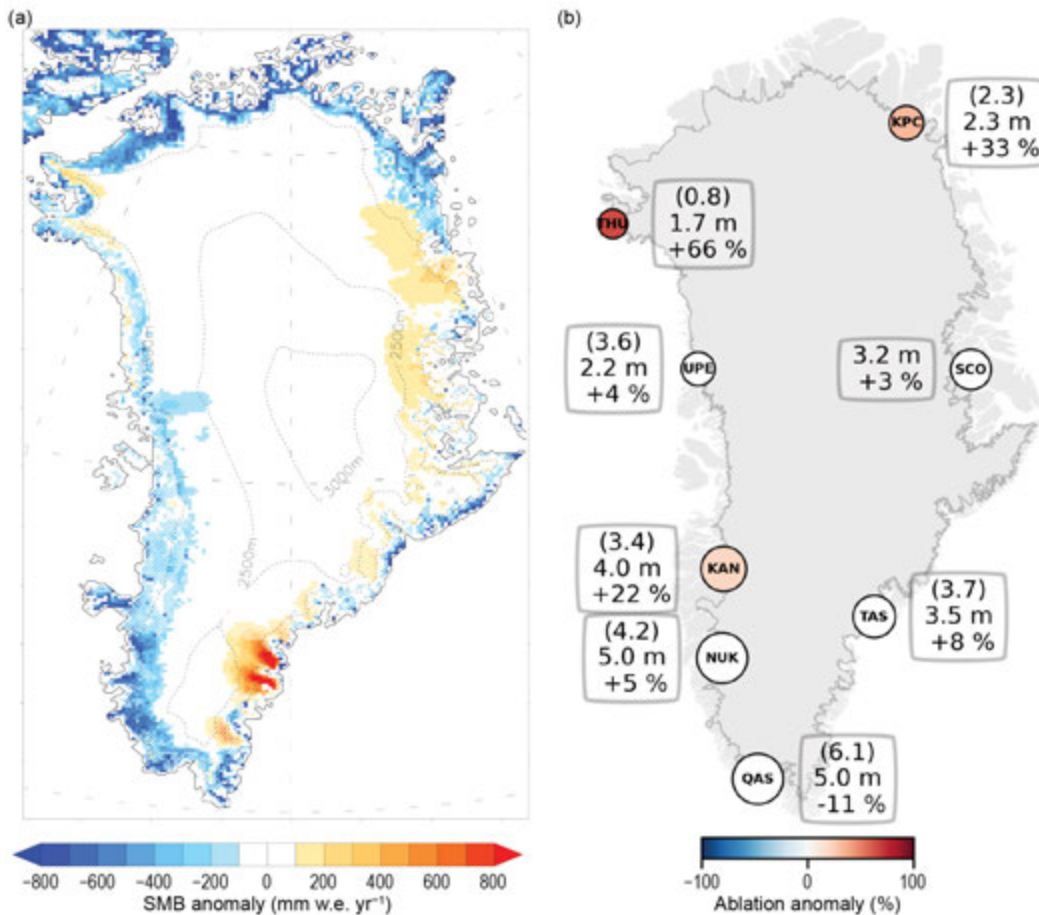 (a)
(b)
2500m
3000m
2500m
−800 −600 −400 −200 0 200 400 600 800
SMB anomaly (mm w.e. yr⁻¹)
KPC
(2.3)
2.3 m
+33 %
THU
(0.8)
1.7 m
+66 %
(3.6)
2.2 m
+4 %
UPE
3.2 m
+3 %
SCO
(3.4)
4.0 m
+22 %
KAN
(4.2)
5.0 m
+5 %
NUK
TAS
(3.7)
3.5 m
+8 %
QAS
(6.1)
5.0 m
-11 %
−100 0 100
Ablation anomaly (%)